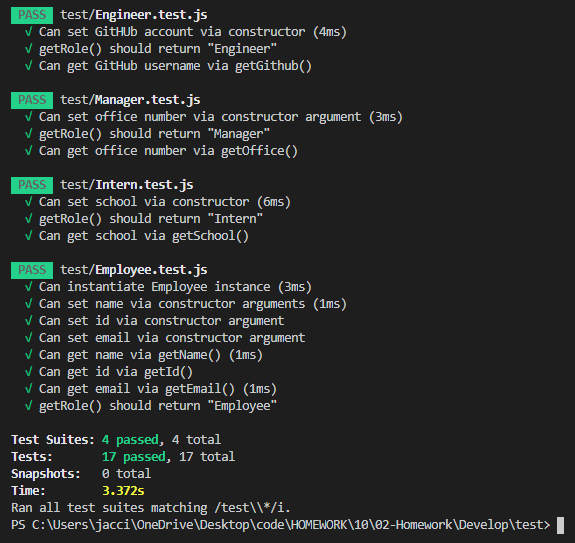 PASS test/Engineer.test.js
√ Can set GitHUb account via constructor (4ms)
√ getRole() should return "Engineer"
√ Can get GitHub username via getGithub()
PASS test/Manager.test.js
√ Can set office number via constructor argument (3ms)
√ getRole() should return "Manager"
√ Can get office number via getOffice()
PASS test/Intern.test.js
√ Can set school via constructor (6ms)
√ getRole() should return "Intern"
√ Can get school via getSchool()
PASS test/Employee.test.js
√ Can instantiate Employee instance (3ms)
√ Can set name via constructor arguments (1ms)
√ Can set id via constructor argument
√ Can set email via constructor argument
√ Can get name via getName() (1ms)
√ Can get id via getId()
√ Can get email via getEmail() (1ms)
√ getRole() should return "Employee"
Test Suites: 4 passed, 4 total
Tests: 17 passed, 17 total
Snapshots: 0 total
Time: 3.372s
Ran all test suites matching /test\\*/i.
PS C:\Users\jacci\OneDrive\Desktop\code\HOMEWORK\10\02-Homework\Develop\test>